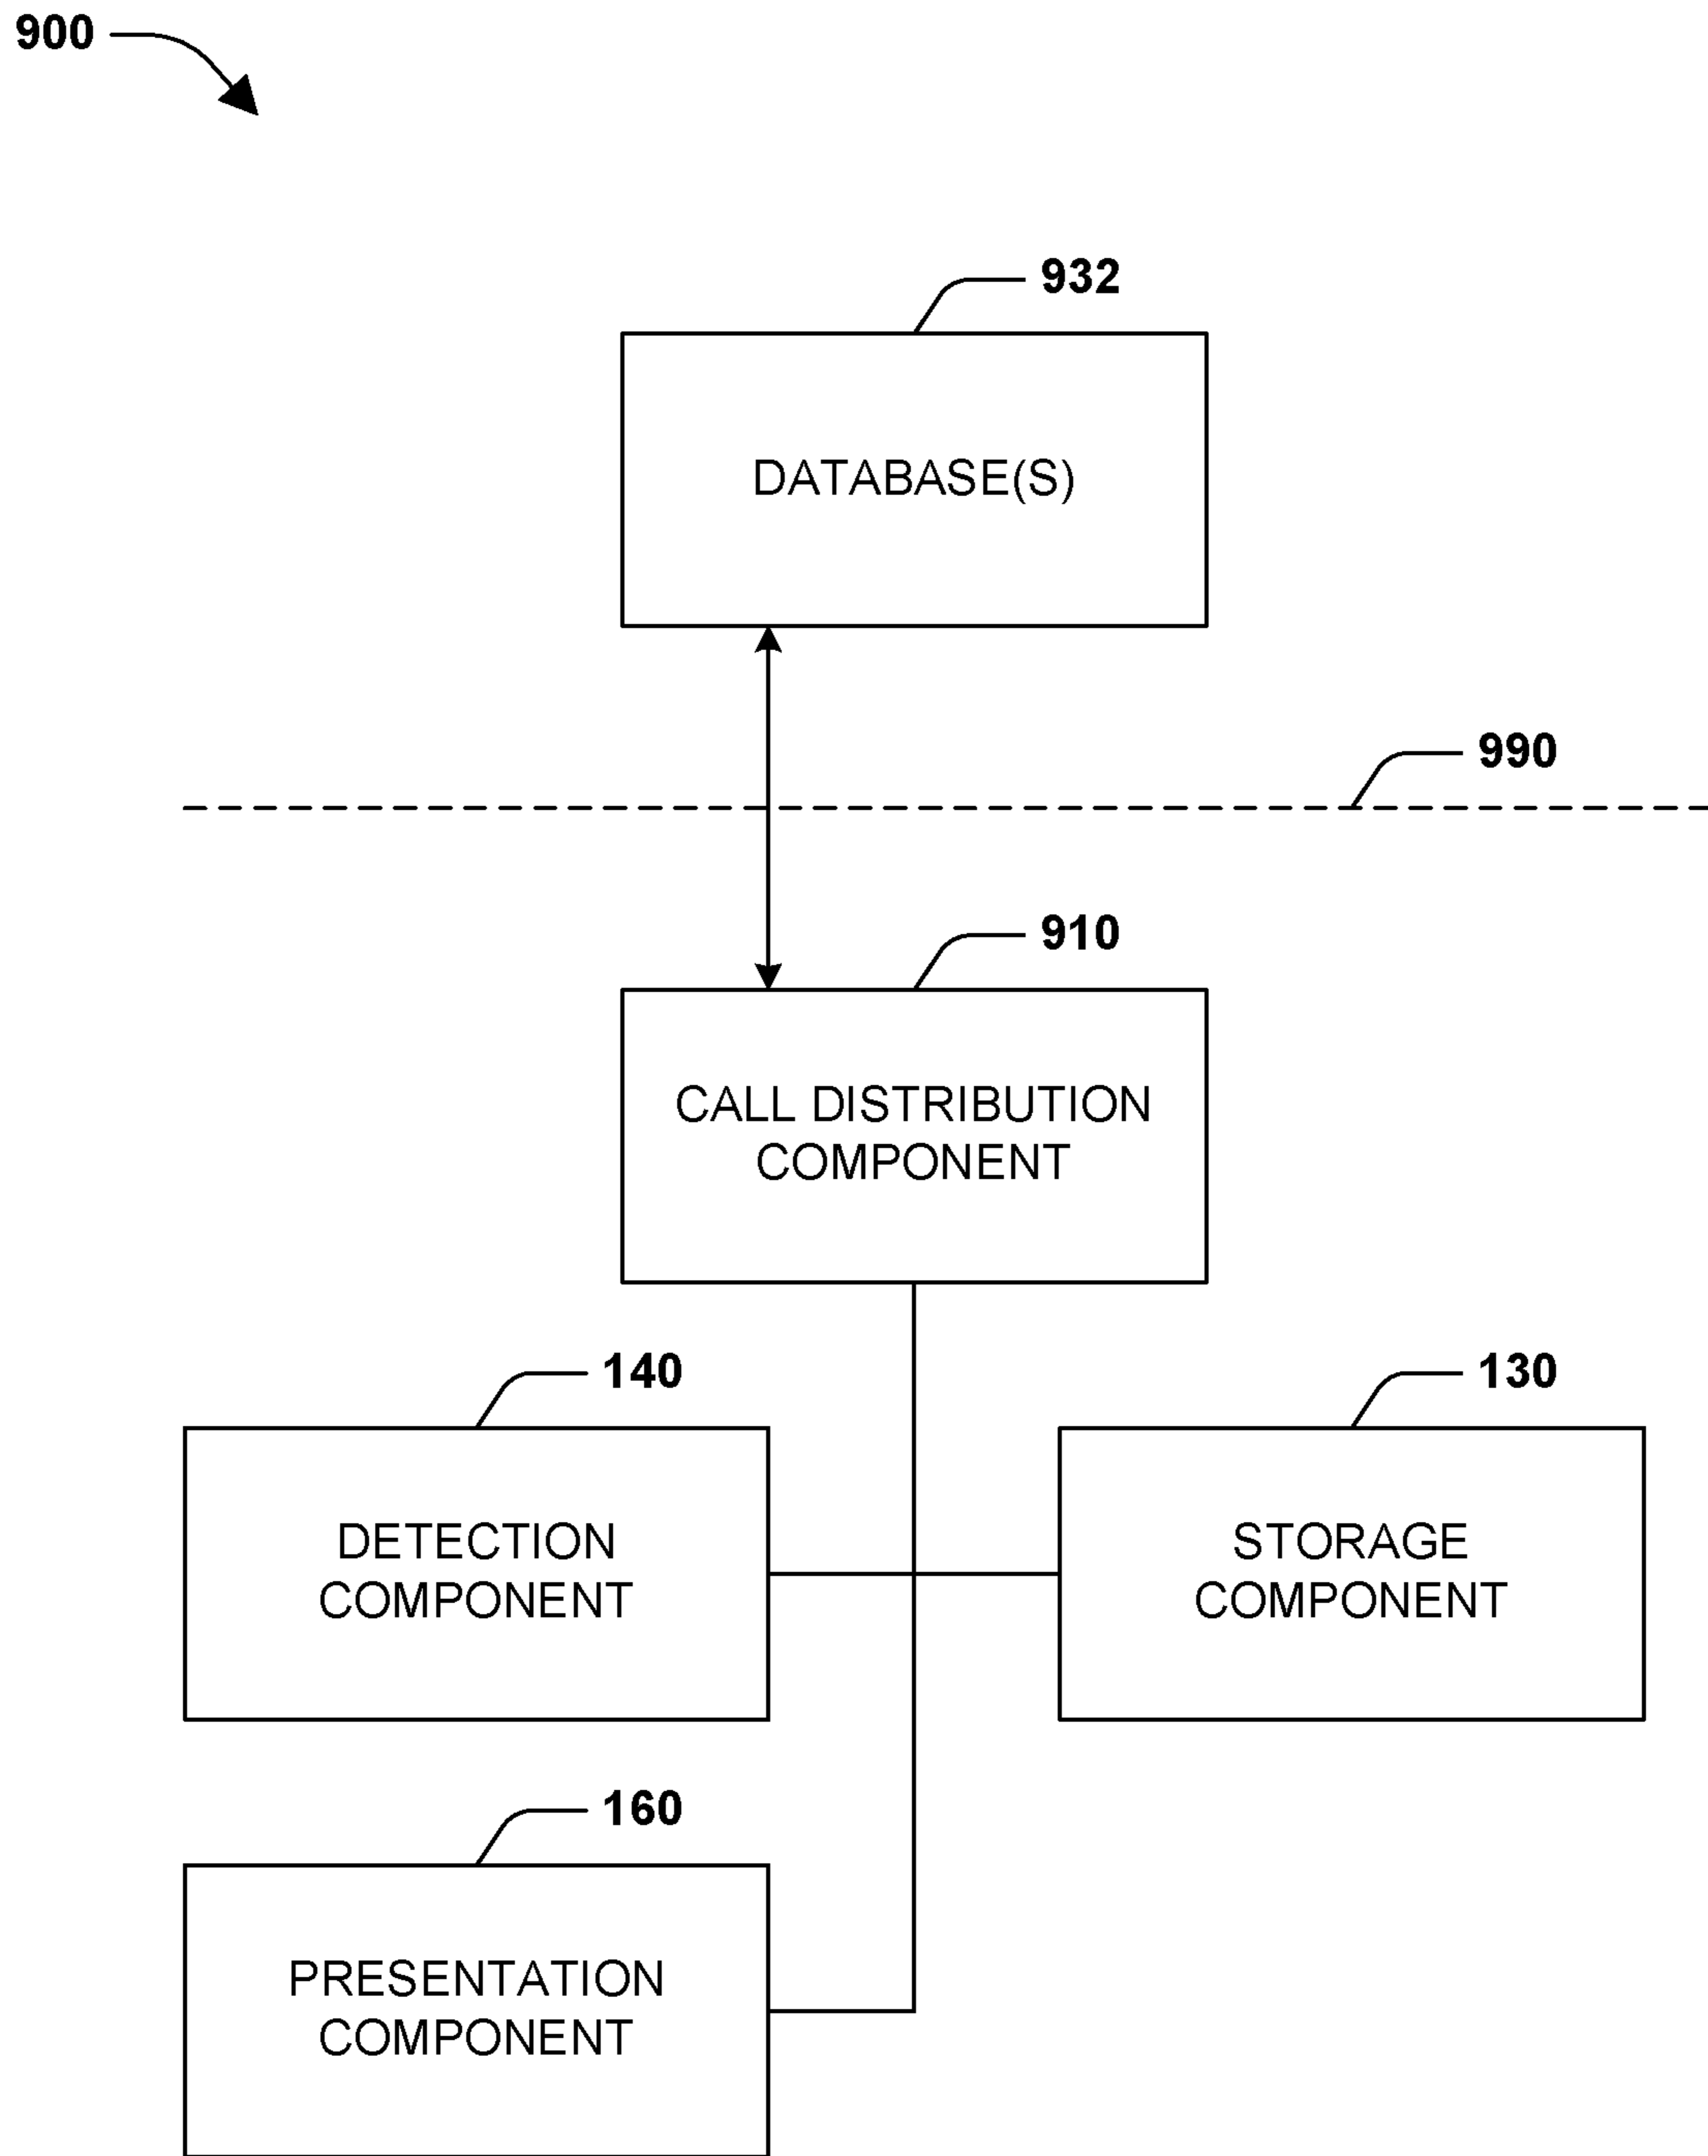 900
932
DATABASE(S)
990
910
CALL DISTRIBUTION
COMPONENT
140
130
DETECTION
COMPONENT
STORAGE
COMPONENT
160
PRESENTATION
COMPONENT